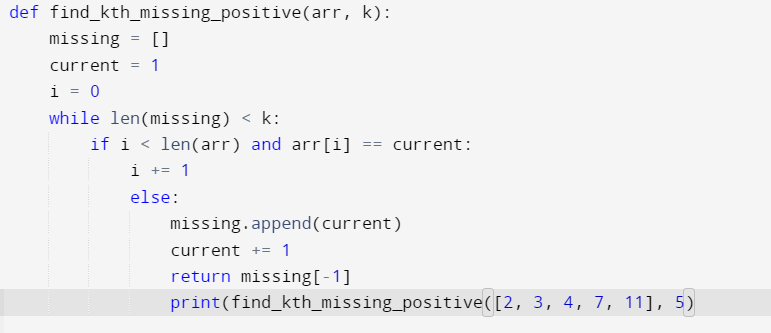 def find_kth_missing_positive(arr, k):
    missing = []
    current = 1
    i = 0
    while len(missing) < k:
        if i < len(arr) and arr[i] == current:
            i += 1
            else:
                missing.append(current)
                current += 1
                return missing[-1]
                print(find_kth_missing_positive([2, 3, 4, 7, 11], 5)